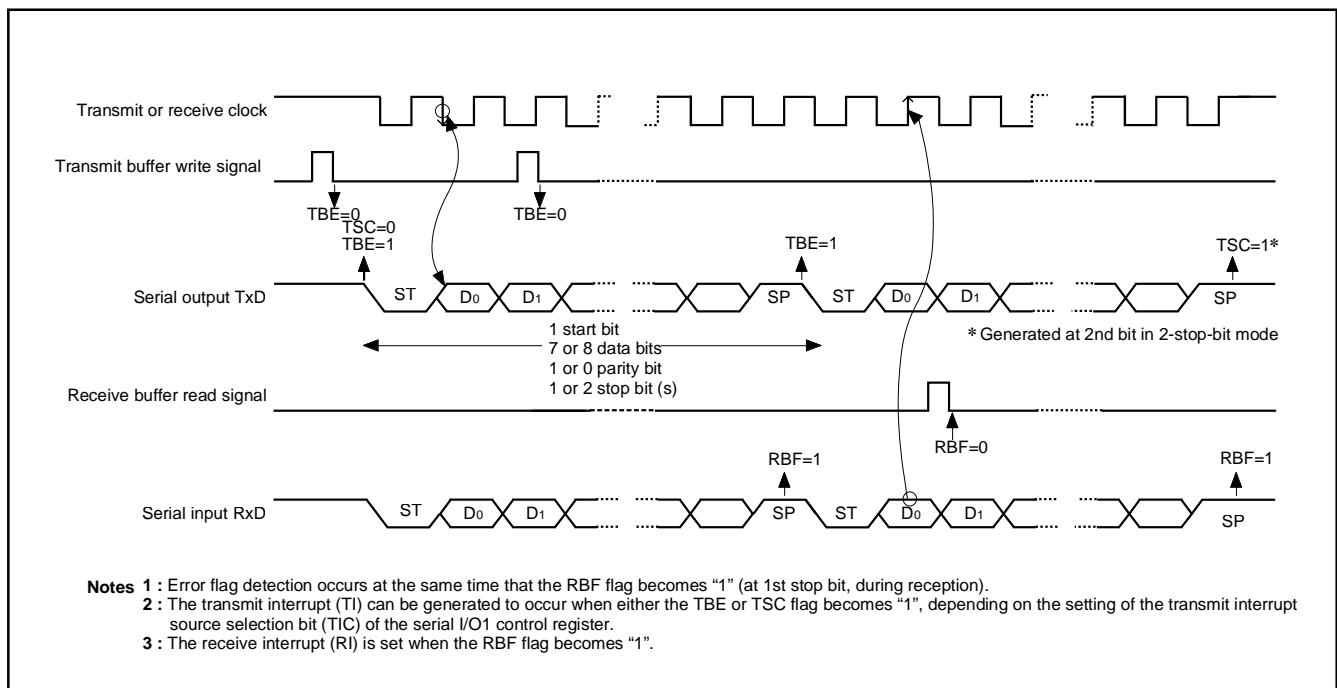 Transmit or receive clock
Transmit buffer write signal
TBE=0
TSC=0
TBE=1
TBE=0
TBE=1
TSC=1*
Serial output TxD
ST
D0
D1
SP
ST
D0
D1
SP
1 start bit
7 or 8 data bits
1 or 0 parity bit
1 or 2 stop bit (s)
* Generated at 2nd bit in 2-stop-bit mode
Receive buffer read signal
RBF=0
RBF=1
RBF=1
Serial input RxD
ST
D0
D1
SP
ST
D0
D1
SP
Notes 1 : Error flag detection occurs at the same time that the RBF flag becomes “1” (at 1st stop bit, during reception).
2 : The transmit interrupt (TI) can be generated to occur when either the TBE or TSC flag becomes “1”, depending on the setting of the transmit interrupt
source selection bit (TIC) of the serial I/O1 control register.
3 : The receive interrupt (RI) is set when the RBF flag becomes “1”.